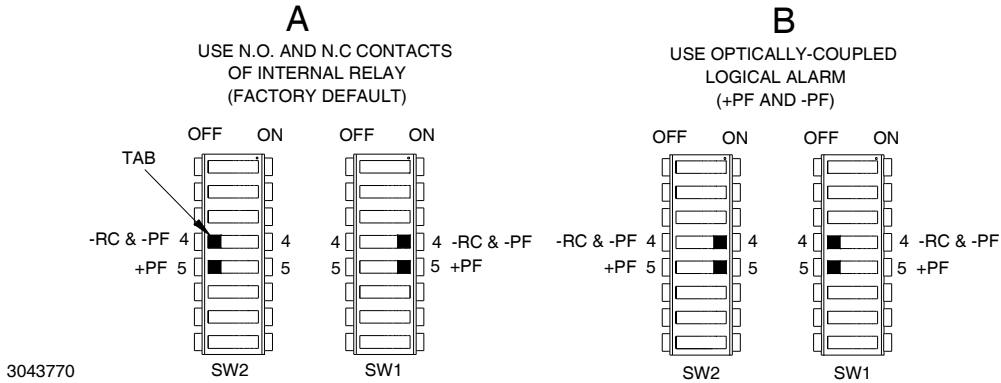 A
USE N.O. AND N.C CONTACTS
OF INTERNAL RELAY
(FACTORY DEFAULT)
OFF ON OFF ON
TAB
-RC & -PF 4 4 4 4 -RC & -PF
+PF 5 5 5 5 +PF
SW2 SW1
B
USE OPTICALLY-COUPLED
LOGICAL ALARM
(+PF AND -PF)
OFF ON OFF ON
-RC & -PF 4 4 4 4 -RC & -PF
+PF 5 5 5 5 +PF
SW2 SW1
3043770